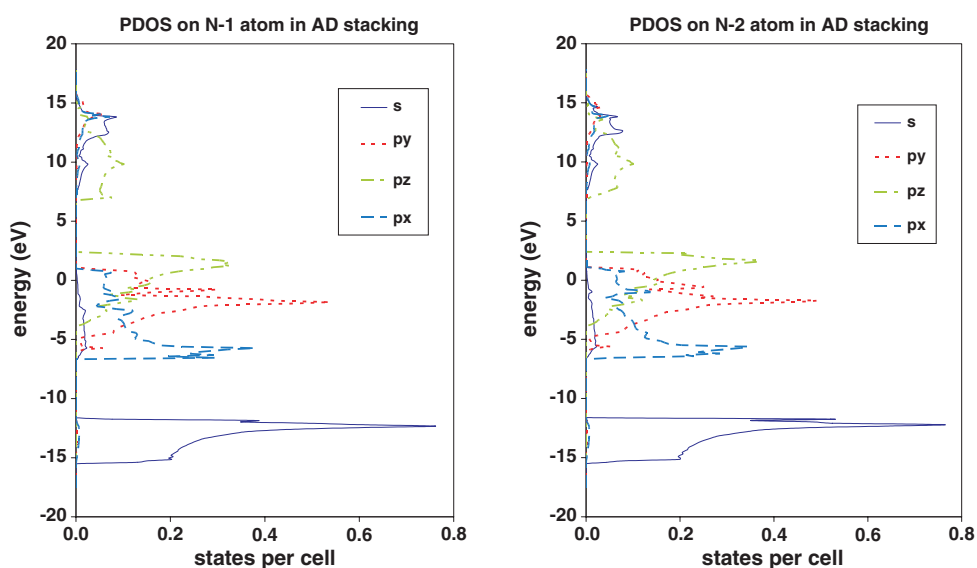 PDOS on N-1 atom in AD stacking
20
15
10
5
0
-5
-10
-15
-20
energy (eV)
s
py
pz
px
0.0 0.2 0.4 0.6 0.8
states per cell
PDOS on N-2 atom in AD stacking
20
15
10
5
0
-5
-10
-15
-20
energy (eV)
s
py
pz
px
0.0 0.2 0.4 0.6 0.8
states per cell